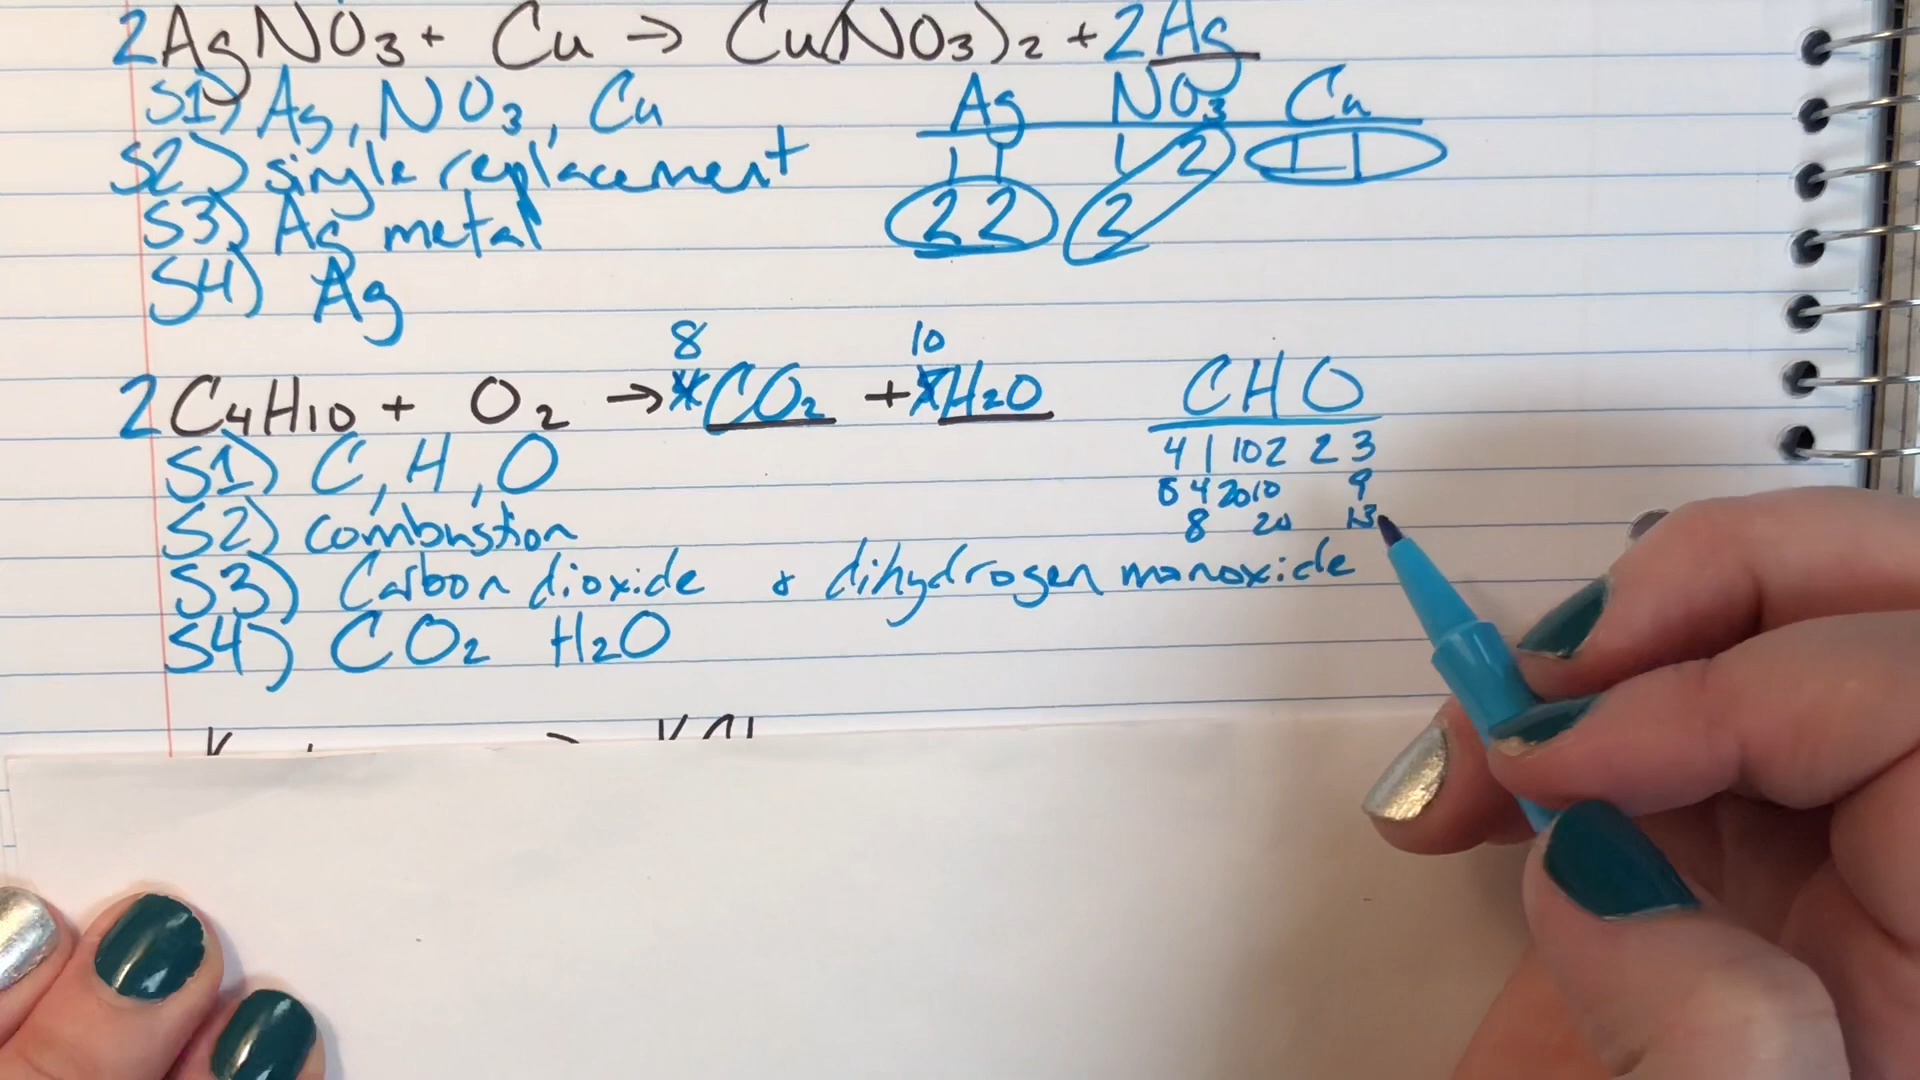 2AgNO3 + Cu → Cu(NO3)2 + 2Ag
S1) Ag, NO3, Cu
Ag NO3 Cu
S2) single replacement
1 1 1 2 1 1
S3) Ag metal
2 2 2
S4) Ag
8 10
2C4H10 + O2 → CO2 + H2O
C H O
S1) C, H, O
4 1 10 2 2 3
8 4 20 10 9
S2) combustion
8 20 13
S3) Carbon dioxide & dihydrogen monoxide
S4) CO2 H2O